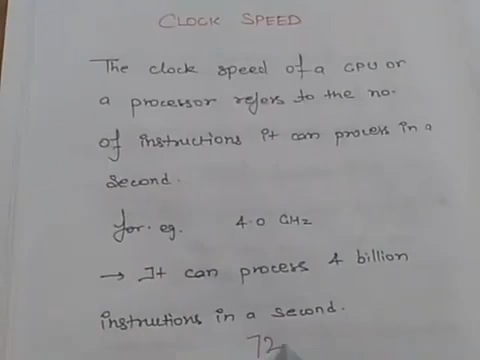 CLOCK SPEED
The clock speed of a CPU or
a processor refers to the no.
of instructions it can process in a
second.
for. eg. 4.0 GHz
→ It can process 4 billion
instructions in a second.
72